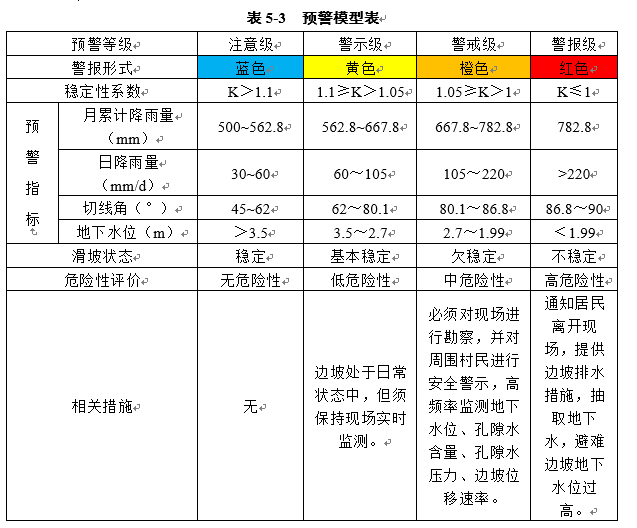 表 5-3 预警模型表
预警等级 注意级 警示级 警戒级 警报级
警报形式 蓝色 黄色 橙色 红色
稳定性系数 K＞1.1 1.1≥K＞1.05 1.05≥K＞1 K≤1
预警指标
月累计降雨量（mm） 500~562.8 562.8~667.8 667.8~782.8 782.8
日降雨量（mm/d） 30~60 60～105 105～220 >220
切线角（°） 45~62 62～80.1 80.1～86.8 86.8～90
地下水位（m） ＞3.5 3.5～2.7 2.7～1.99 ＜1.99
滑坡状态 稳定 基本稳定 欠稳定 不稳定
危险性评价 无危险性 低危险性 中危险性 高危险性
相关措施
无
边坡处于日常
状态中，但须
保持现场实时
监测。
必须对现场进
行勘察，并对
周围村民进行
安全警示，高
频率监测地下
水位、孔隙水
含量、孔隙水
压力、边坡位
移速率。
通知居民
离开现
场，提供
边坡排水
措施，抽
取地下
水，避难
边坡地下
水位过
高。